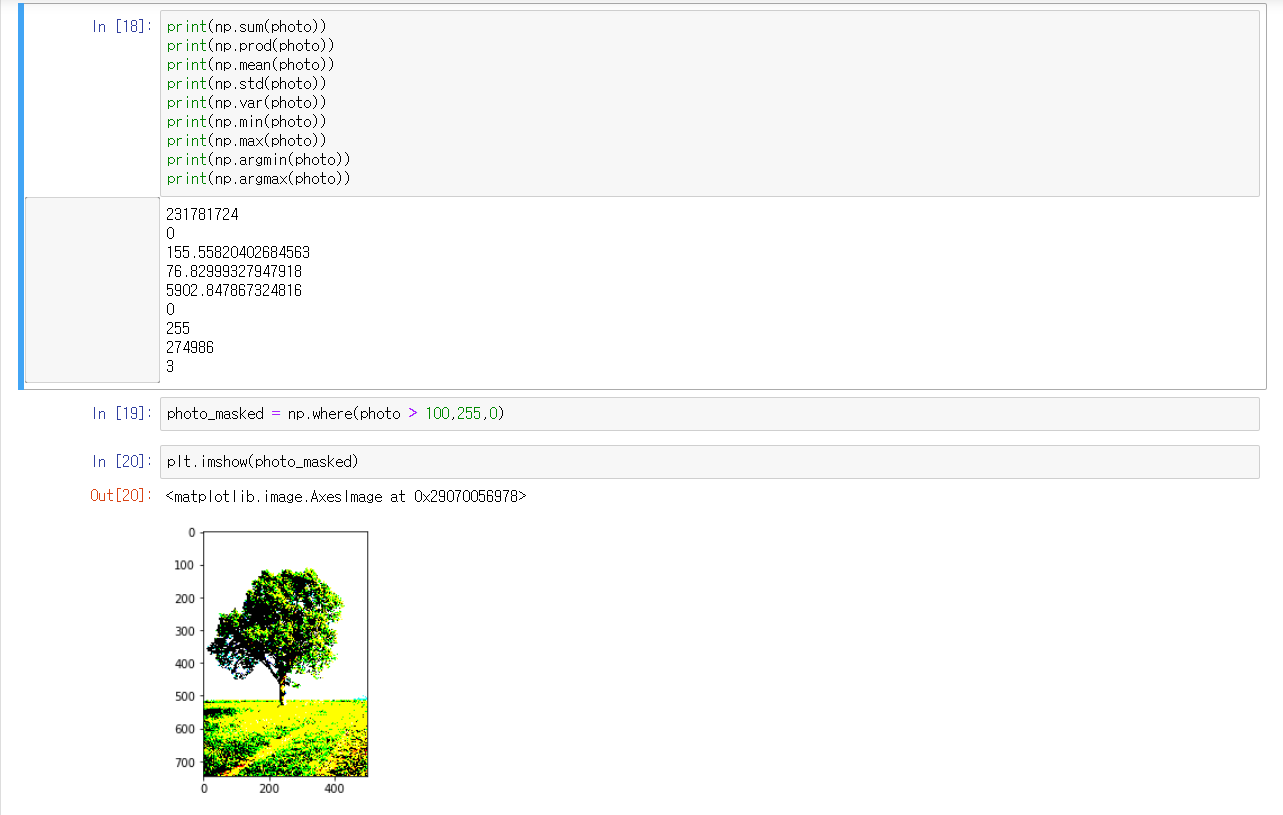 In [18]:
print(np.sum(photo))
print(np.prod(photo))
print(np.mean(photo))
print(np.std(photo))
print(np.var(photo))
print(np.min(photo))
print(np.max(photo))
print(np.argmin(photo))
print(np.argmax(photo))
231781724
0
155.55820402684563
76.82999327947918
5902.847867324816
0
255
274986
3
In [19]:
photo_masked = np.where(photo > 100,255,0)
In [20]:
plt.imshow(photo_masked)
Out[20]:
<matplotlib.image.AxesImage at 0x29070056978>
0
100
200
300
400
500
600
700
0 200 400